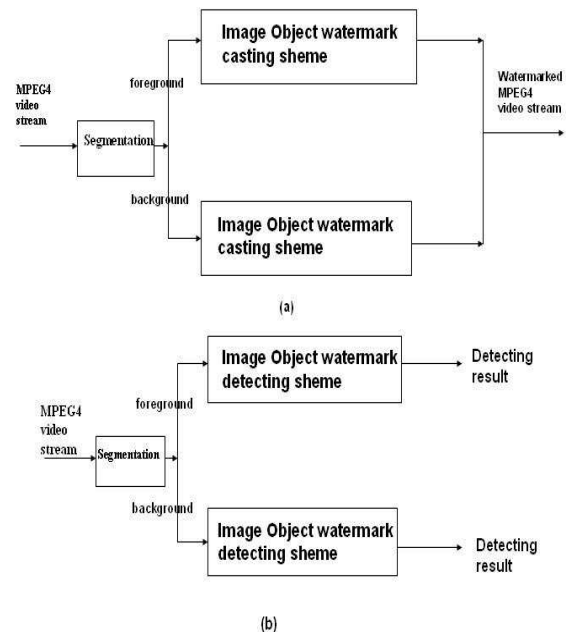 Image Object watermark
casting sheme
MPEG4
video
stream
foreground
Segmentation
Watermarked
MPEG4
video stream
background
Image Object watermark
casting sheme
(a)
Image Object watermark
detecting sheme
Detecting
result
foreground
MPEG4
video
stream
Segmentation
background
Image Object watermark
detecting sheme
Detecting
result
(b)